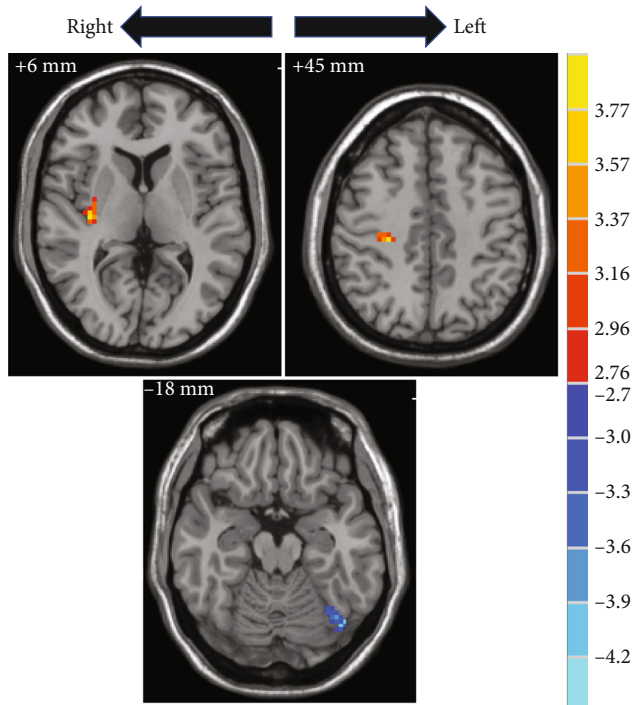 Right
Left
+6 mm
+45 mm
–18 mm
3.77
3.57
3.37
3.16
2.96
2.76
–2.7
–3.0
–3.3
–3.6
–3.9
–4.2